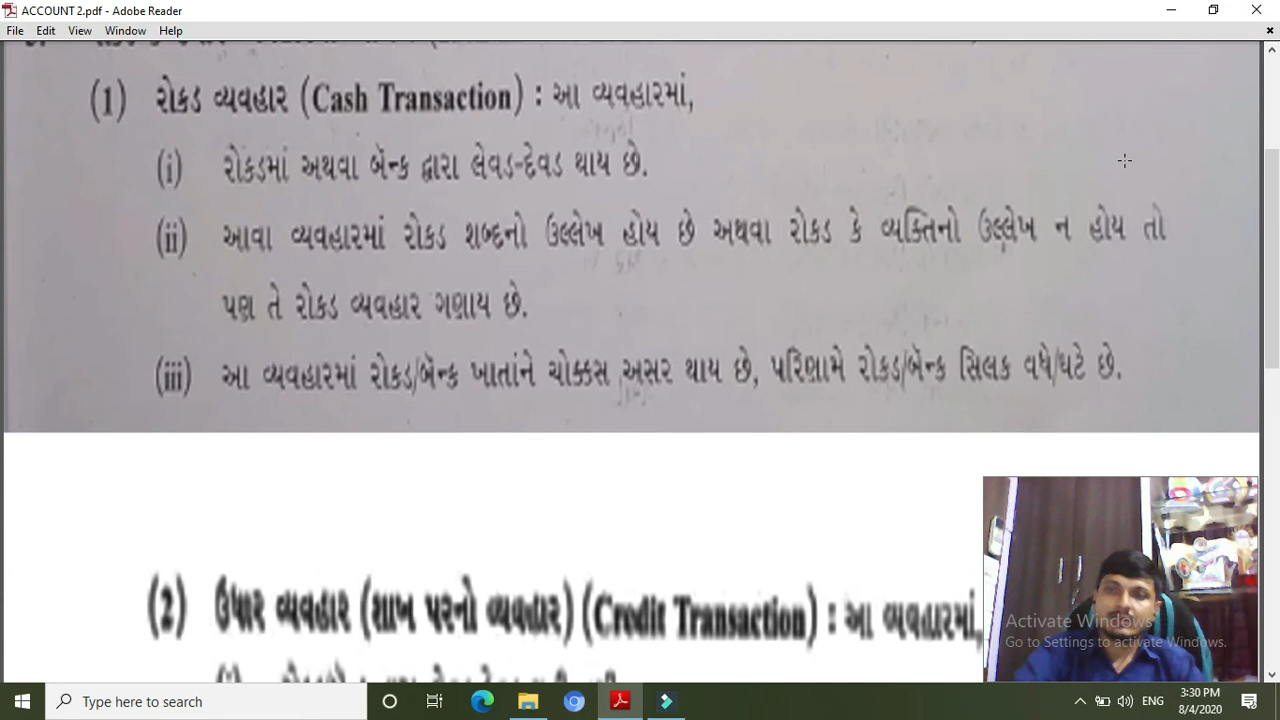 ACCOUNT 2.pdf - Adobe Reader
File Edit View Window Help
(1) રોકડ વ્યવહાર (Cash Transaction) : આ વ્યવહારમાં,
(i) રોકડમાં અથવા બૅન્ક દ્વારા લેવડ-દેવડ થાય છે.
(ii) આવા વ્યવહારમાં રોકડ શબ્દનો ઉલ્લેખ હોય છે અથવા રોકડ કે વ્યક્તિનો ઉલ્લેખ ન હોય તો
પણ તે રોકડ વ્યવહાર ગણાય છે.
(iii) આ વ્યવહારમાં રોકડ/બૅન્ક ખાતાંને ચોક્કસ અસર થાય છે, પરિણામે રોકડ/બૅન્ક સિલક વધે/ઘટે છે.
(2) ઉધાર વ્યવહાર (શાખ પરનો વ્યવહાર) (Credit Transaction) : આ વ્યવહારમાં,
Activate Windows
Go to Settings to activate Windows.
Type here to search
ENG
3:30 PM
8/4/2020